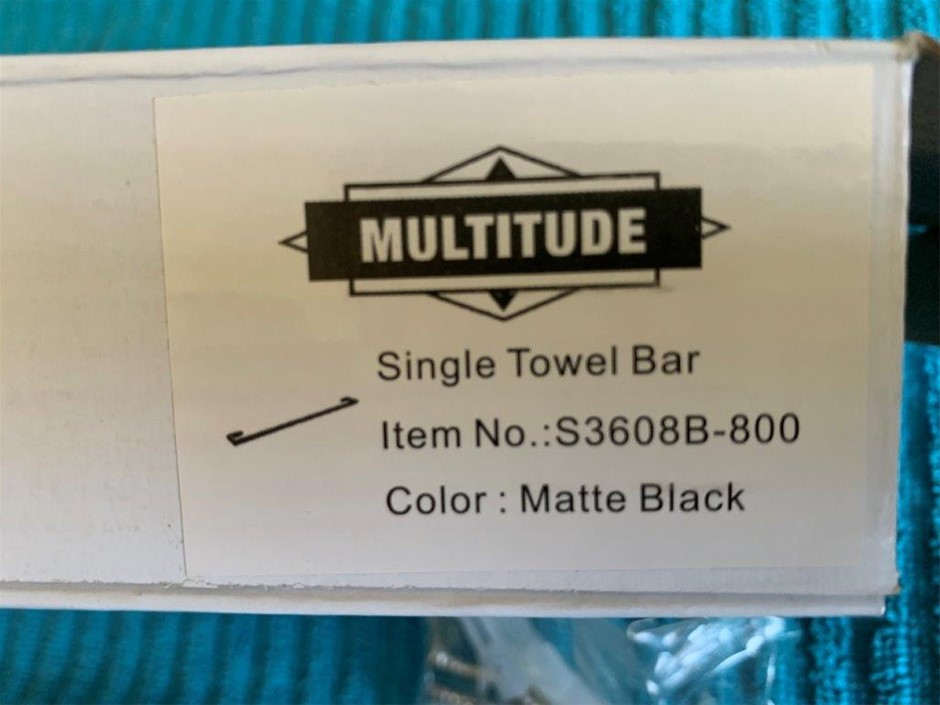 MULTITUDE
Single Towel Bar
Item No.:S3608B-800
Color : Matte Black